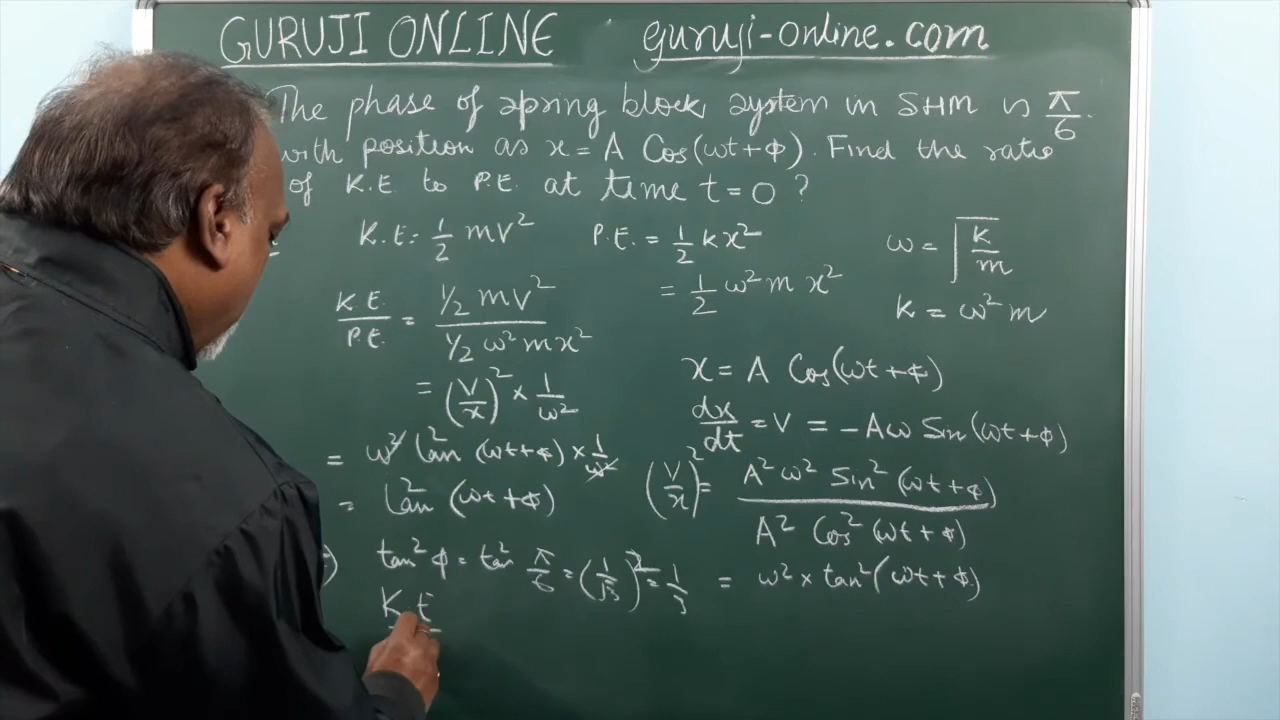 GURUJI ONLINE guruji-online.com
The phase of spring block system in SHM is π/6.
with position as x = A Cos(ωt+ϕ). Find the ratio
of K.E. to P.E. at time t=0 ?
K.E. = 1/2 mV² P.E. = 1/2 kx² ω = √(k/m)
= 1/2 ω² m x² K = ω² m
K.E./P.E. = (1/2 mV²)/(1/2 ω² m x²)
= (V/x)² × 1/ω² x = A Cos(ωt+ϕ)
dx/dt = V = -Aω Sin(ωt+ϕ)
= ω² tan² (ωt+ϕ) × 1/ω² (V/x)² = (A² ω² Sin² (ωt+ϕ))/(A² Cos² (ωt+ϕ))
= tan² (ωt+ϕ)
tan² ϕ = tan² π/6 = (1/√3)² = 1/3 = ω² × tan² (ωt+ϕ)
K.E